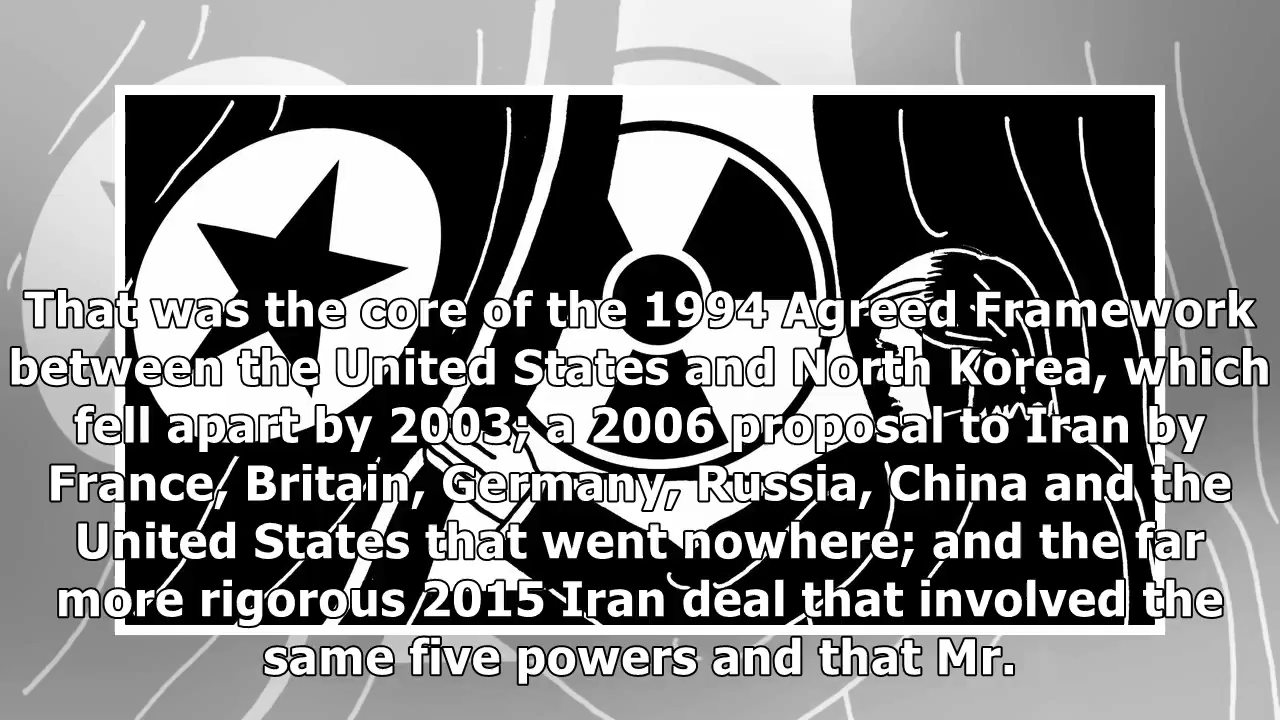 That was the core of the 1994 Agreed Framework
between the United States and North Korea, which
fell apart by 2003; a 2006 proposal to Iran by
France, Britain, Germany, Russia, China and the
United States that went nowhere; and the far
more rigorous 2015 Iran deal that involved the
same five powers and that Mr.